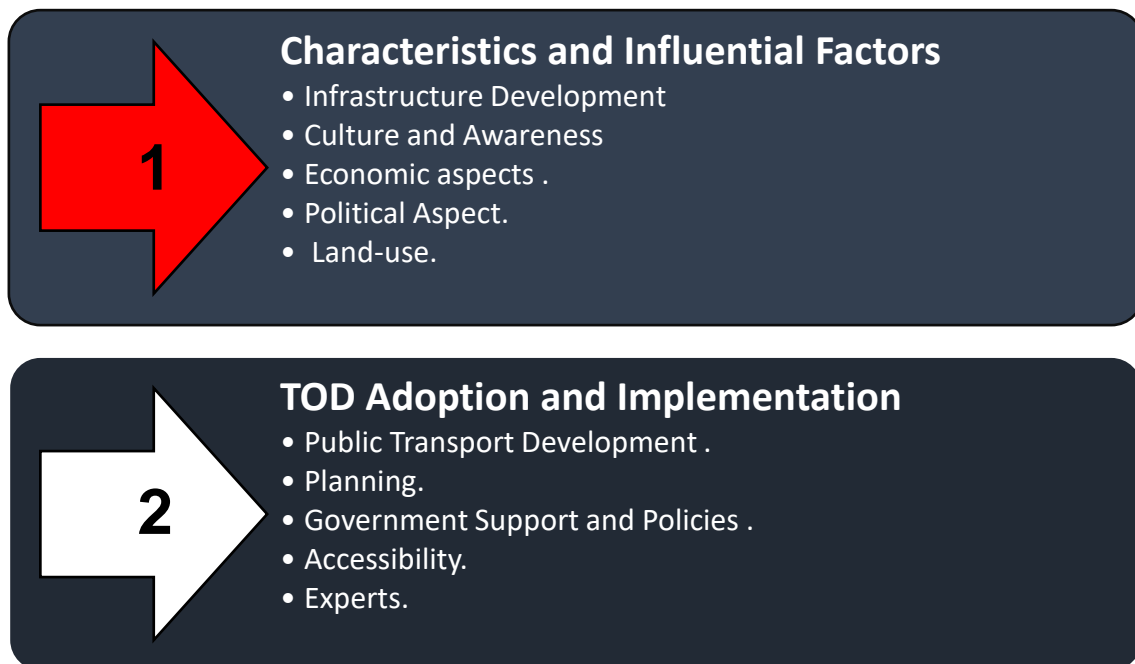 1
Characteristics and Influential Factors
• Infrastructure Development
• Culture and Awareness
• Economic aspects .
• Political Aspect.
•  Land-use.
2
TOD Adoption and Implementation
• Public Transport Development .
• Planning.
• Government Support and Policies .
• Accessibility.
• Experts.